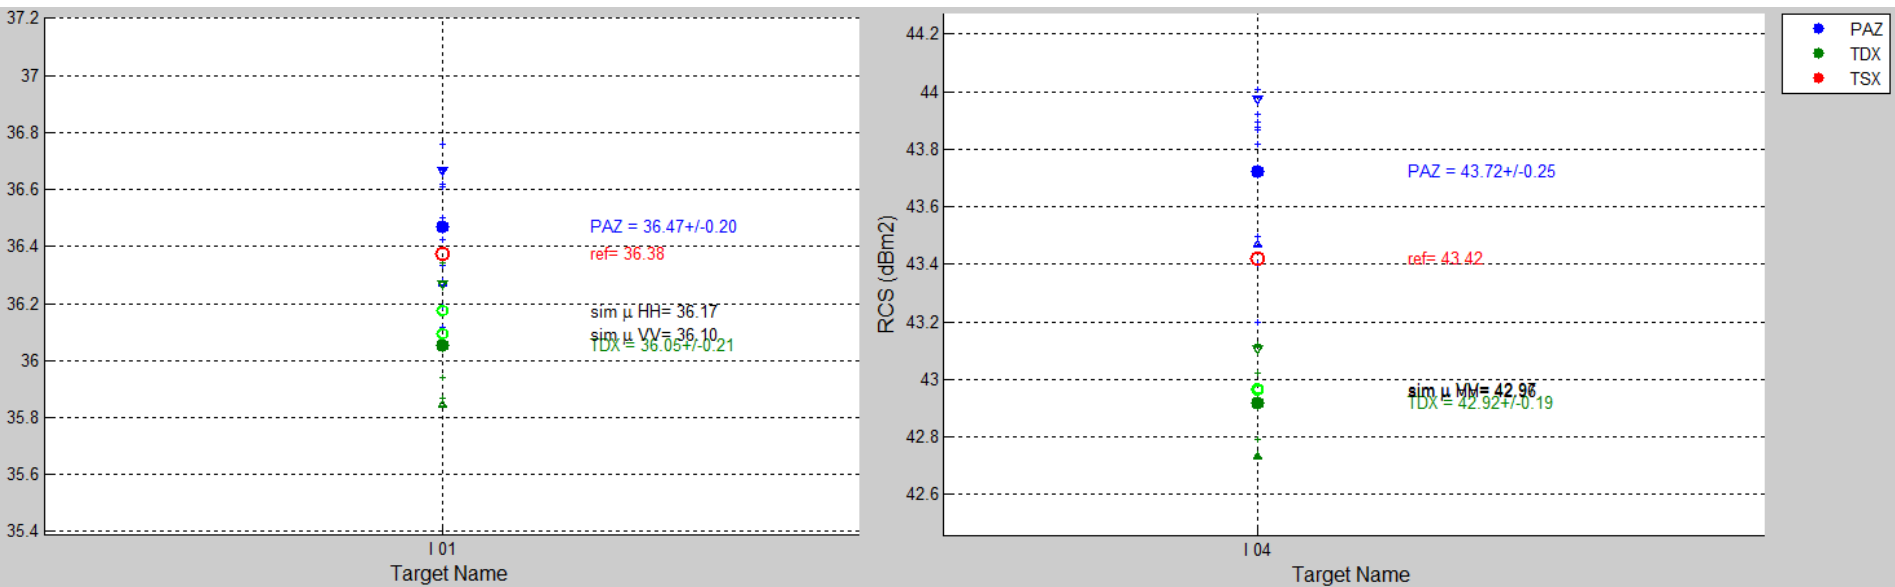 37.2
37
36.8
36.6
36.4
36.2
36
35.8
35.6
35.4
PAZ = 36.47+/-0.20
ref= 36.38
sim μ HH= 36.17
sim μ VV= 36.10
TDX = 36.05+/-0.21
I 01
Target Name
RCS (dBm2)
44.2
44
43.8
43.6
43.4
43.2
43
42.8
42.6
PAZ = 43.72+/-0.25
ref= 43.42
sim μ
TDX = 42.92+/-0.19
I 04
Target Name
PAZ
TDX
TSX